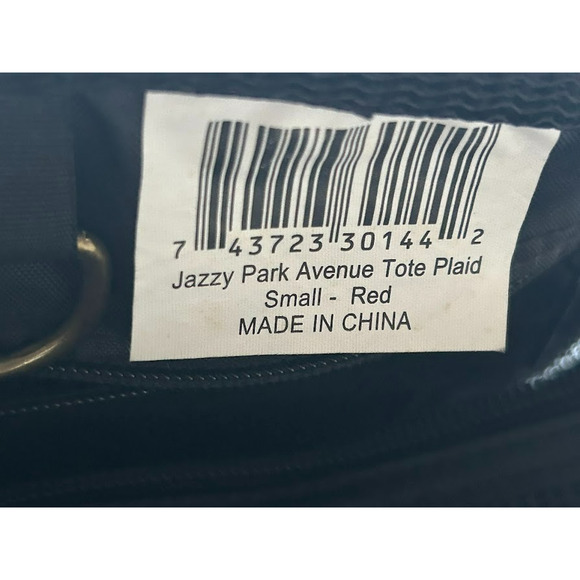 7 43723 30144 2
Jazzy Park Avenue Tote Plaid
Small - Red
MADE IN CHINA